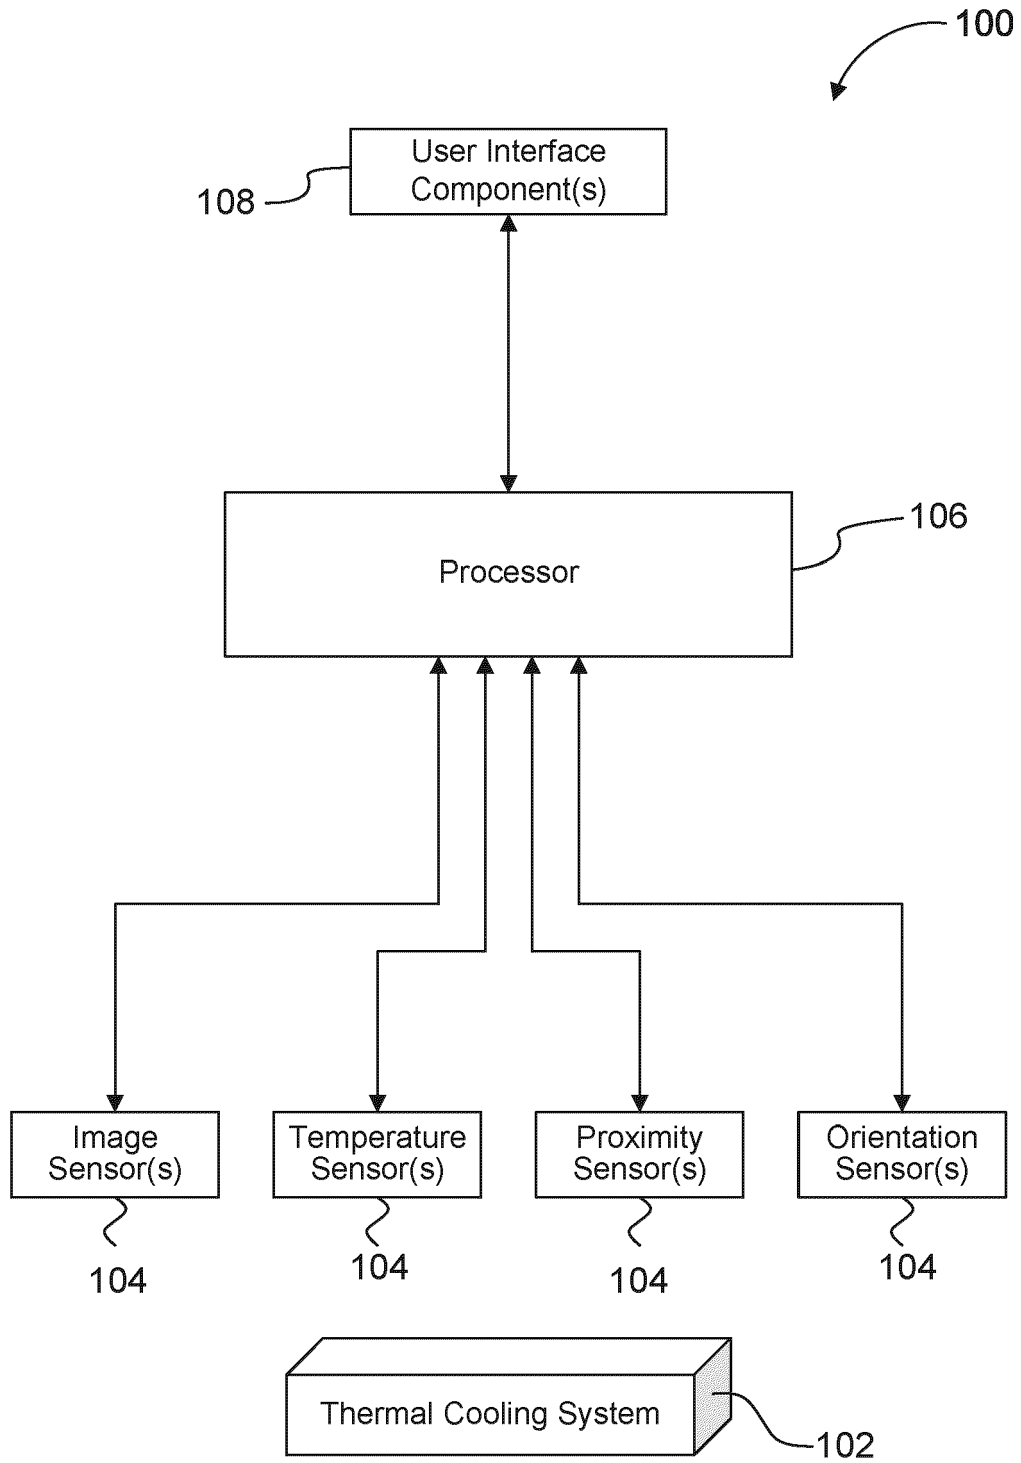 100
User Interface
Component(s)
108
106
Processor
Image
Sensor(s)
Temperature
Sensor(s)
Proximity
Sensor(s)
Orientation
Sensor(s)
104
104
104
104
Thermal Cooling System
102